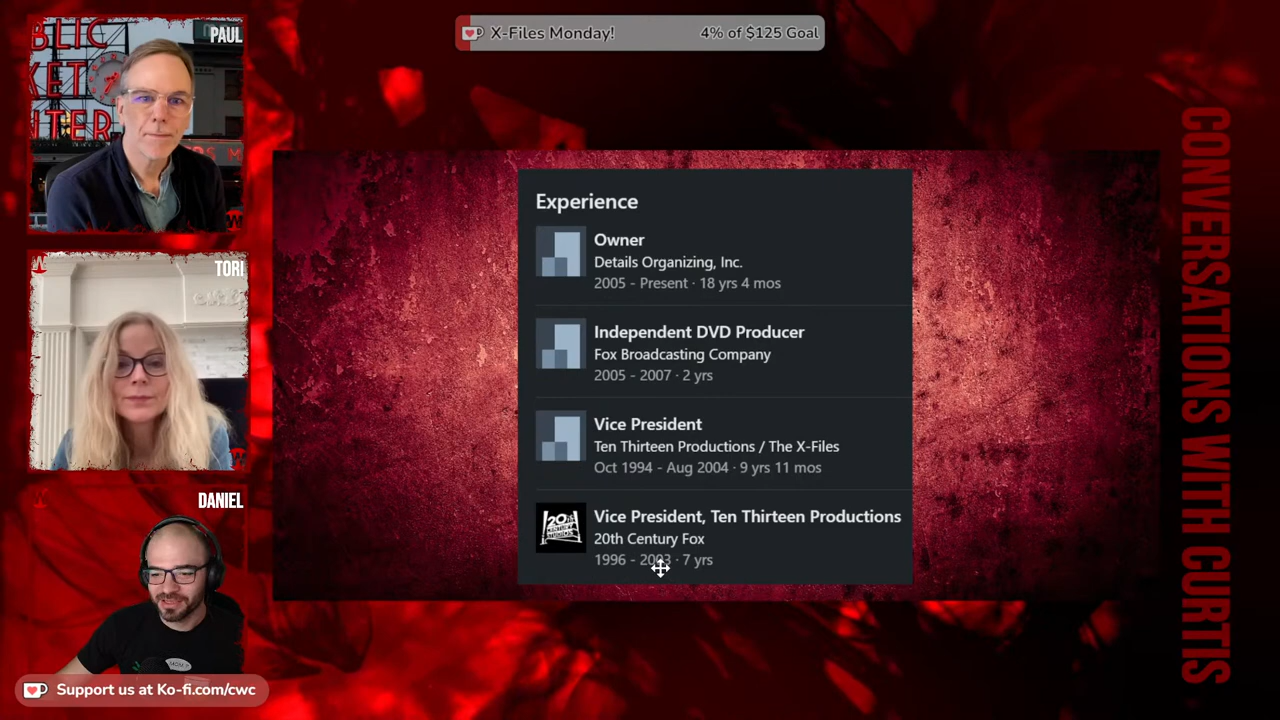 X-Files Monday!
4% of $125 Goal
PAUL
TORI
DANIEL
Experience
Owner
Details Organizing, Inc.
2005 - Present · 18 yrs 4 mos
Independent DVD Producer
Fox Broadcasting Company
2005 - 2007 · 2 yrs
Vice President
Ten Thirteen Productions / The X-Files
Oct 1994 - Aug 2004 · 9 yrs 11 mos
Vice President, Ten Thirteen Productions
20th Century Fox
1996 - 2003 · 7 yrs
CONVERSATIONS WITH CURTIS
Support us at Ko-fi.com/cwc